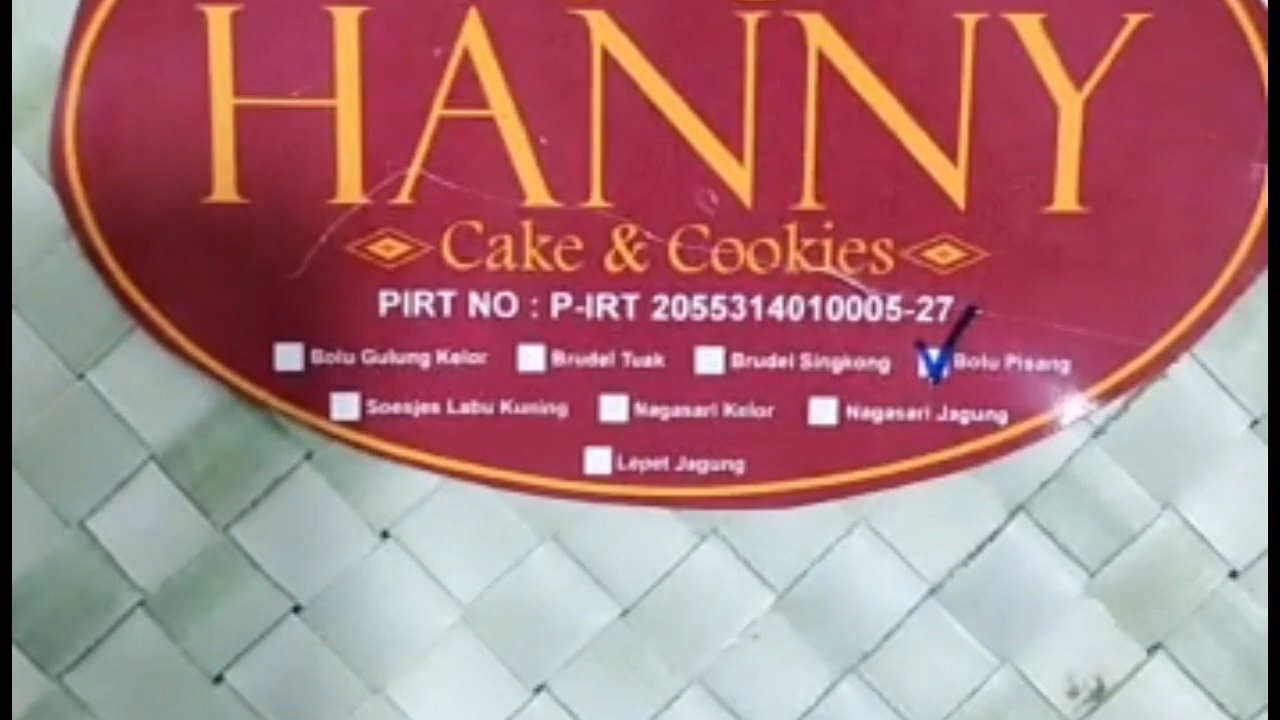 HANNY
Cake & Cookies
PIRT NO : P-IRT 2055314010005-27
Bolu Gulung Kelor Brudel Tuak Brudel Singkong Bolu Pisang
Soesjes Labu Kuning Nagasari Kelor Nagasari Jagung
Lepet Jagung